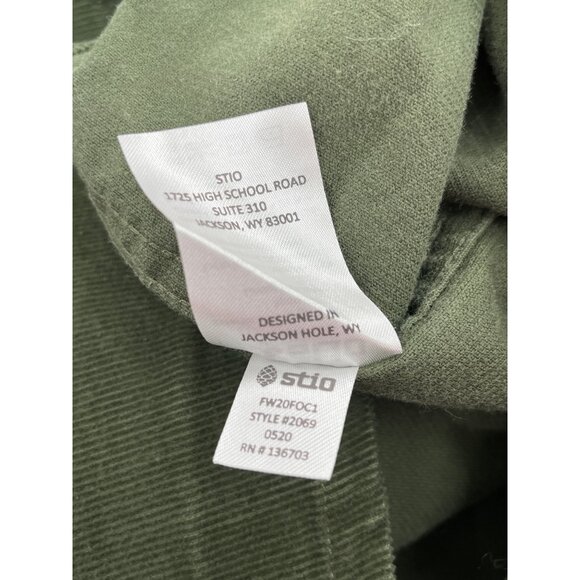 STIO
1725 HIGH SCHOOL ROAD
SUITE 310
JACKSON, WY 83001
DESIGNED IN
JACKSON HOLE, WY
stio
FW20FOC1
STYLE #2069
0520
RN # 136703